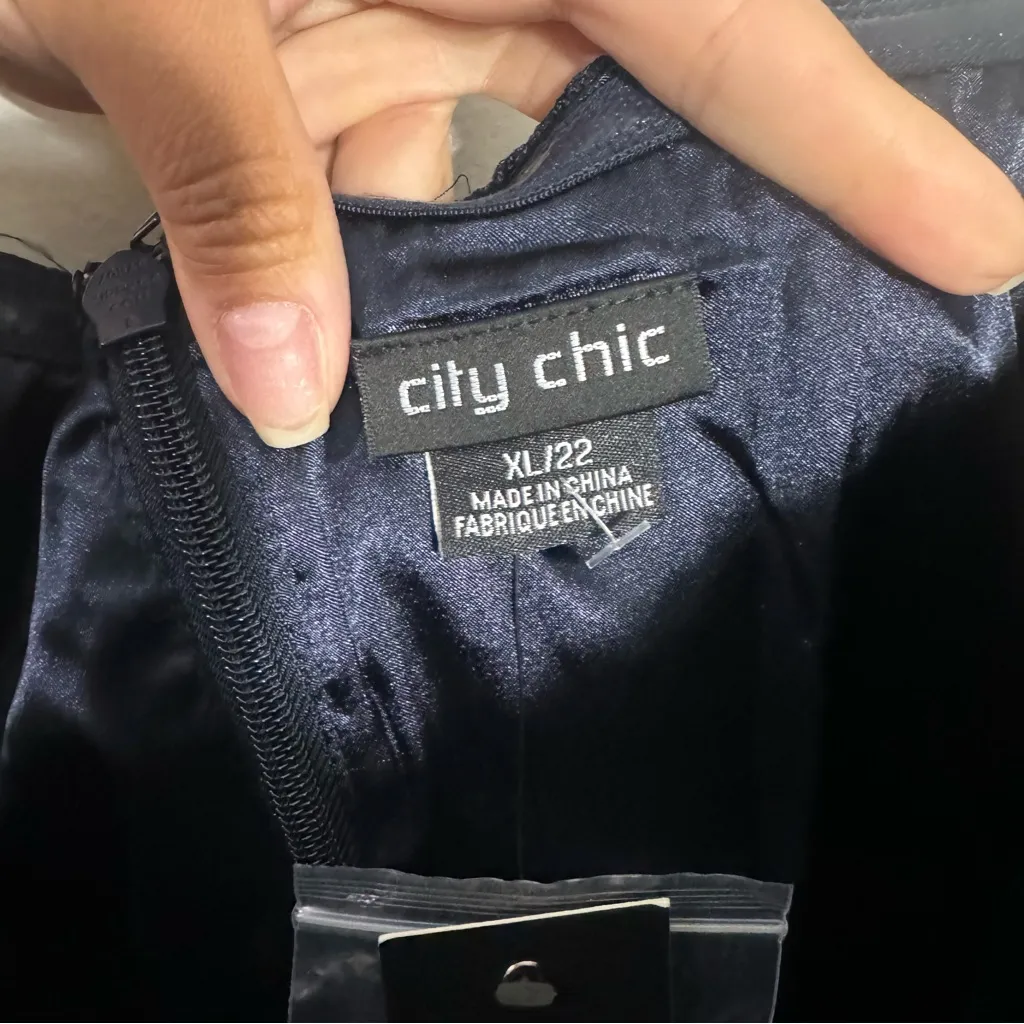 city chic
XL/22
MADE IN CHINA
FABRIQUE EN CHINE